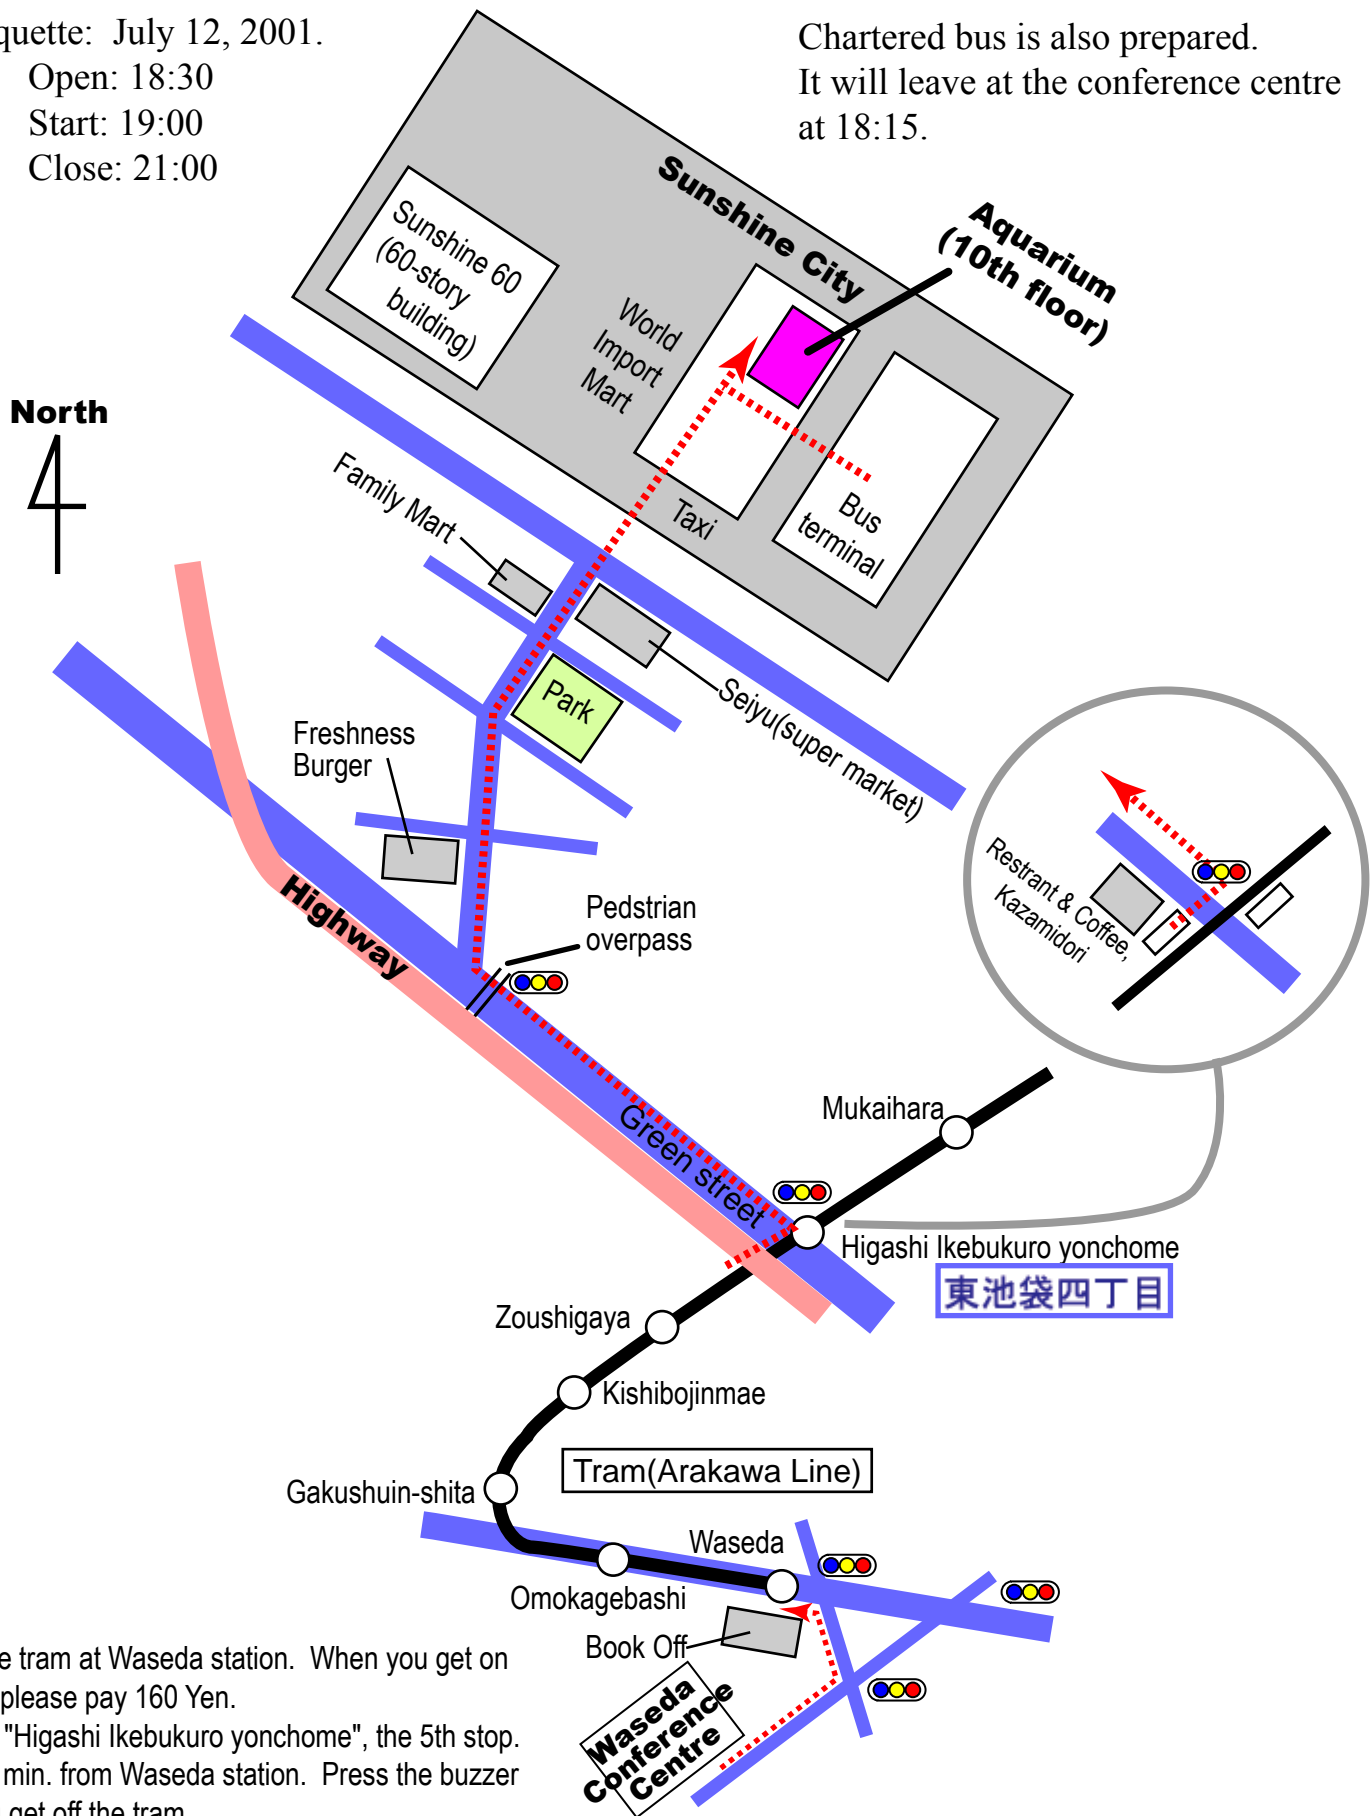 quette: July 12, 2001.
Open: 18:30
Start: 19:00
Close: 21:00
Chartered bus is also prepared.
It will leave at the conference centre
at 18:15.
Sunshine City
Aquarium
(10th floor)
Sunshine 60
(60-story
building)
World
Import
Mart
Taxi
Bus
terminal
North
Family Mart
Park
Seiyu(super market)
Freshness
Burger
Highway
Pedstrian
overpass
Restrant & Coffee,
Kazamidori
Green street
Mukaihara
Higashi Ikebukuro yonchome
東池袋四丁目
Zoushigaya
Kishibojinmae
Tram(Arakawa Line)
Gakushuin-shita
Waseda
Omokagebashi
Book Off
Waseda
Conference
Centre
e tram at Waseda station. When you get on
please pay 160 Yen.
"Higashi Ikebukuro yonchome", the 5th stop.
min. from Waseda station. Press the buzzer
get off the tram